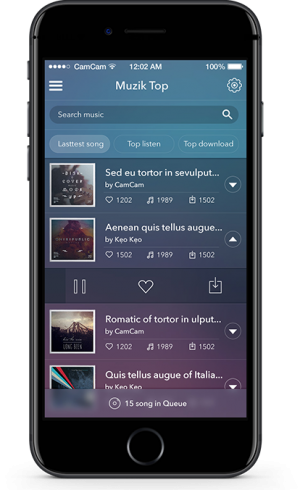 CamCam 12:02 AM 100%
Muzik Top
Search music
Lasttest song Top listen Top download
Sed eu tortor in sevulput...
by CamCam
1202 1989 1502
Aenean quis tellus augue...
by Kẹo Kẹo
1202 1989 1502
Romatic of tortor in ulput...
by CamCam
1202 1989 1502
Quis tellus augue of Italia...
by Kẹo Kẹo
15 song in Queue